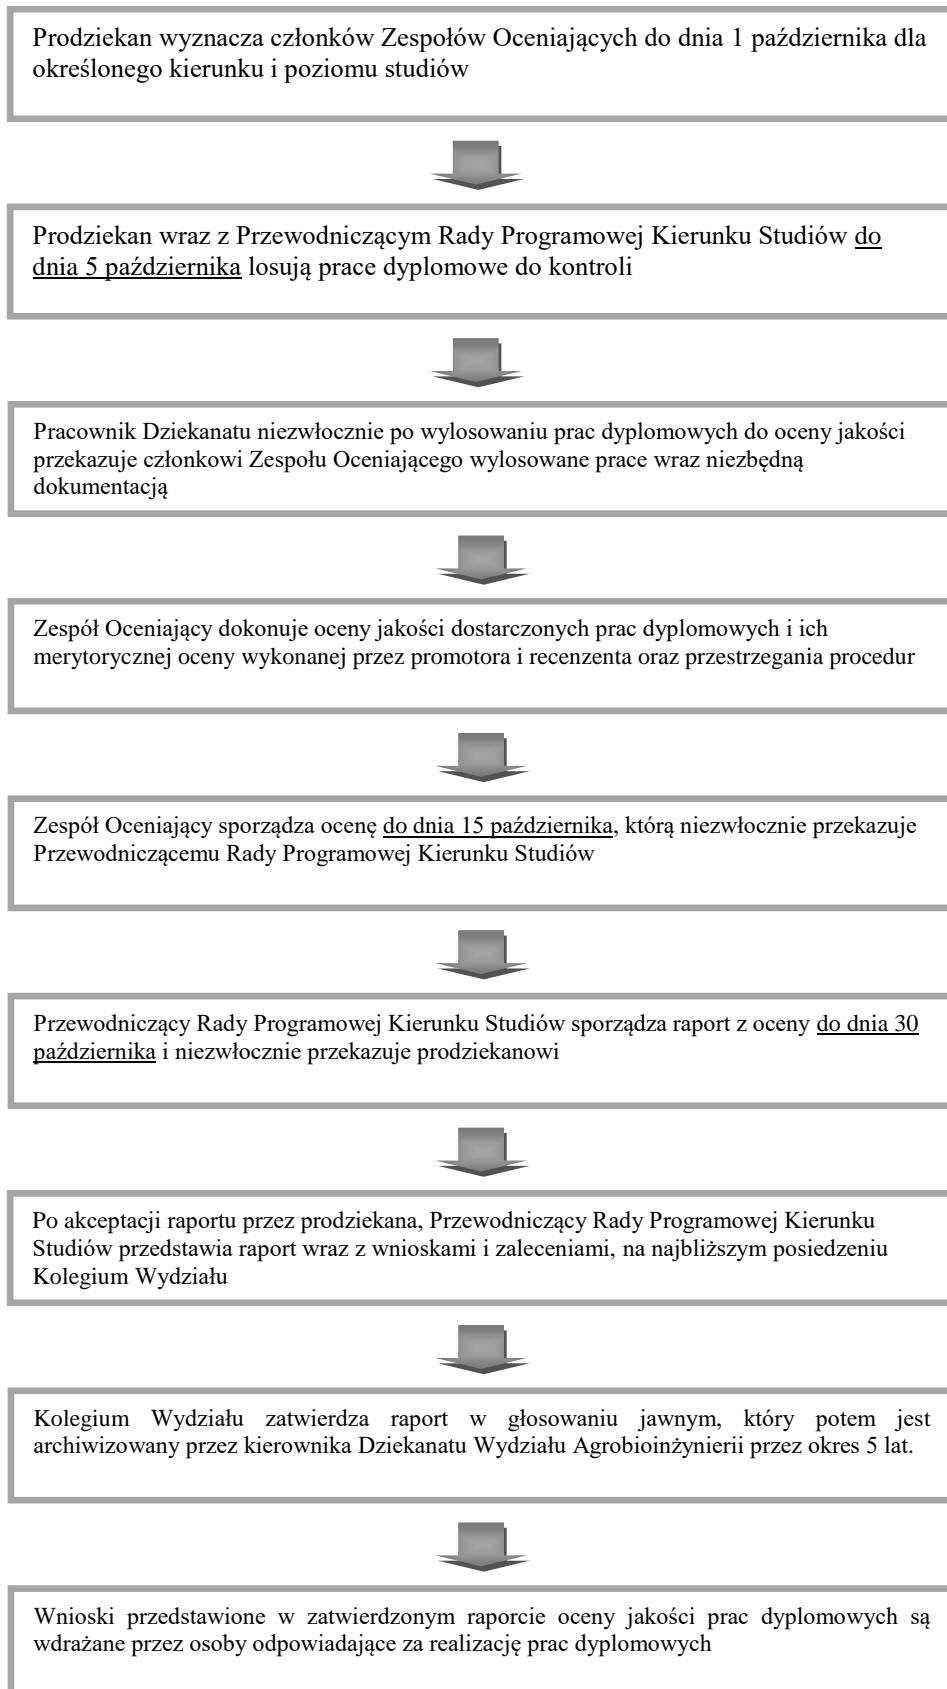 Prodziekan wyznacza członków Zespołów Oceniających do dnia 1 października dla
określonego kierunku i poziomu studiów
Prodziekan wraz z Przewodniczącym Rady Programowej Kierunku Studiów do
dnia 5 października losują prace dyplomowe do kontroli
Pracownik Dziekanatu niezwłocznie po wylosowaniu prac dyplomowych do oceny jakości
przekazuje członkowi Zespołu Oceniającego wylosowane prace wraz niezbędną
dokumentacją
Zespół Oceniający dokonuje oceny jakości dostarczonych prac dyplomowych i ich
merytorycznej oceny wykonanej przez promotora i recenzenta oraz przestrzegania procedur
Zespół Oceniający sporządza ocenę do dnia 15 października, którą niezwłocznie przekazuje
Przewodniczącemu Rady Programowej Kierunku Studiów
Przewodniczący Rady Programowej Kierunku Studiów sporządza raport z oceny do dnia 30
października i niezwłocznie przekazuje prodziekanowi
Po akceptacji raportu przez prodziekana, Przewodniczący Rady Programowej Kierunku
Studiów przedstawia raport wraz z wnioskami i zaleceniami, na najbliższym posiedzeniu
Kolegium Wydziału
Kolegium Wydziału zatwierdza raport w głosowaniu jawnym, który potem jest
archiwizowany przez kierownika Dziekanatu Wydziału Agrobioinżynierii przez okres 5 lat.
Wnioski przedstawione w zatwierdzonym raporcie oceny jakości prac dyplomowych są
wdrażane przez osoby odpowiadające za realizację prac dyplomowych